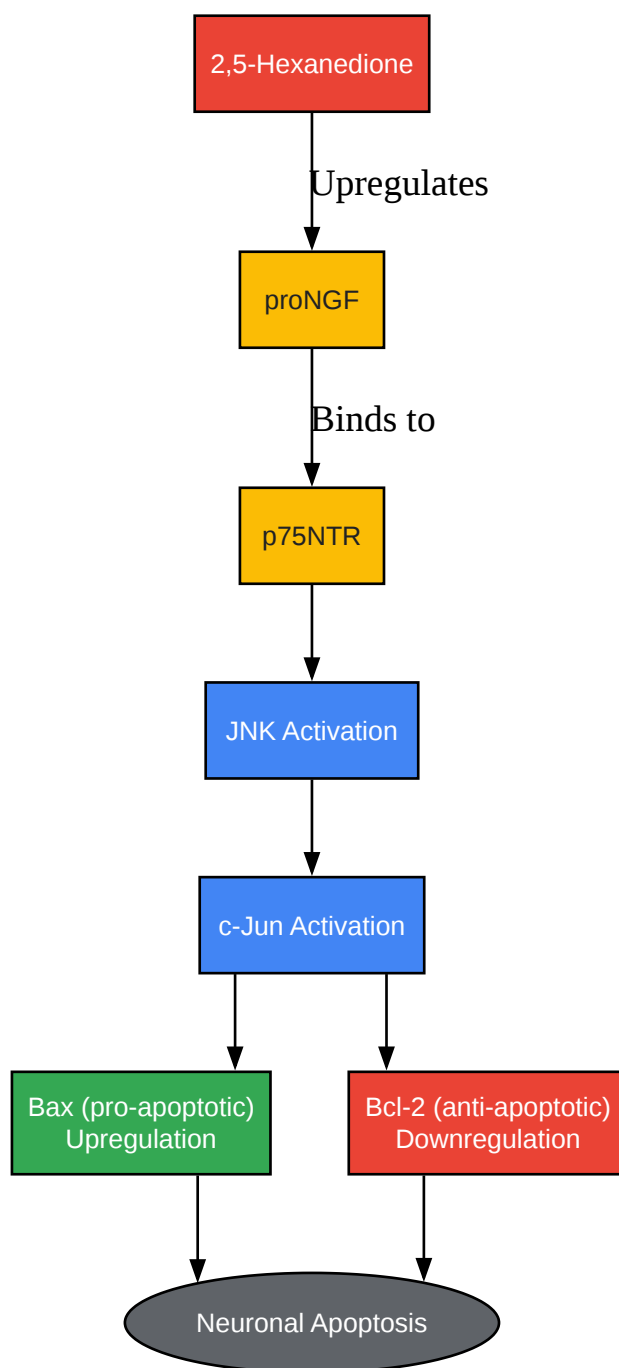 2,5-Hexanedione
Upregulates
proNGF
Binds to
p75NTR
JNK Activation
c-Jun Activation
Bax (pro-apoptotic)
Upregulation
Bcl-2 (anti-apoptotic)
Downregulation
Neuronal Apoptosis